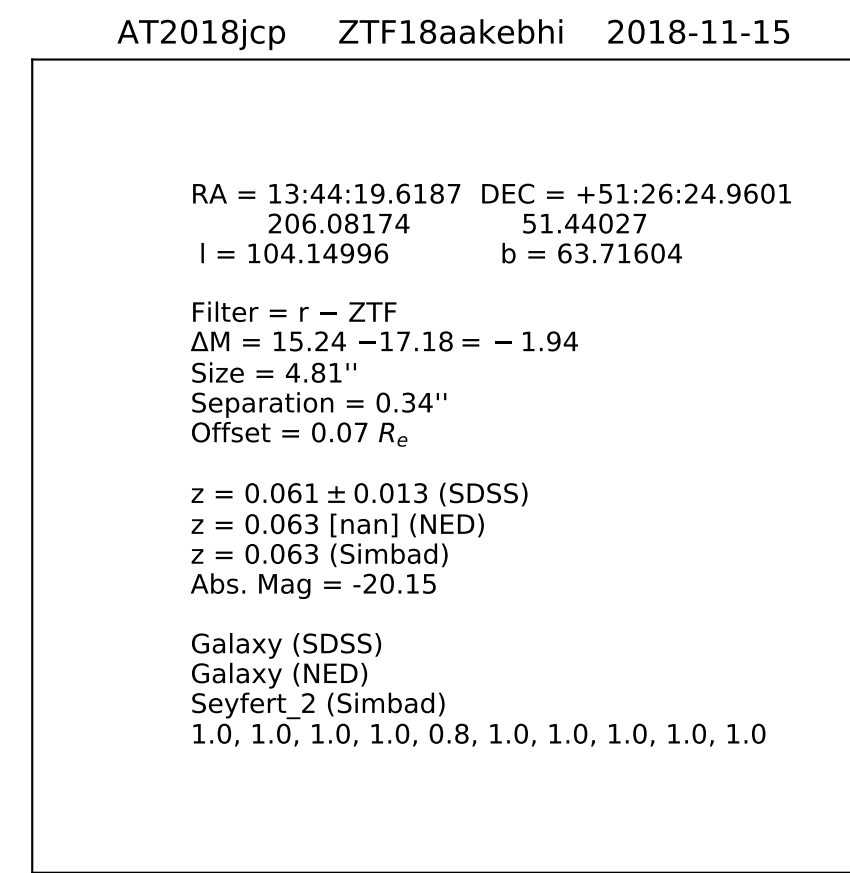 AT2018jcp ZTF18aakebhi 2018-11-15
RA = 13:44:19.6187 DEC = +51:26:24.9601
206.08174 51.44027
l = 104.14996 b = 63.71604
Filter = r − ZTF
ΔM = 15.24 −17.18 = − 1.94
Size = 4.81''
Separation = 0.34''
Offset = 0.07 Rₑ
z = 0.061 ± 0.013 (SDSS)
z = 0.063 [nan] (NED)
z = 0.063 (Simbad)
Abs. Mag = -20.15
Galaxy (SDSS)
Galaxy (NED)
Seyfert_2 (Simbad)
1.0, 1.0, 1.0, 1.0, 0.8, 1.0, 1.0, 1.0, 1.0, 1.0